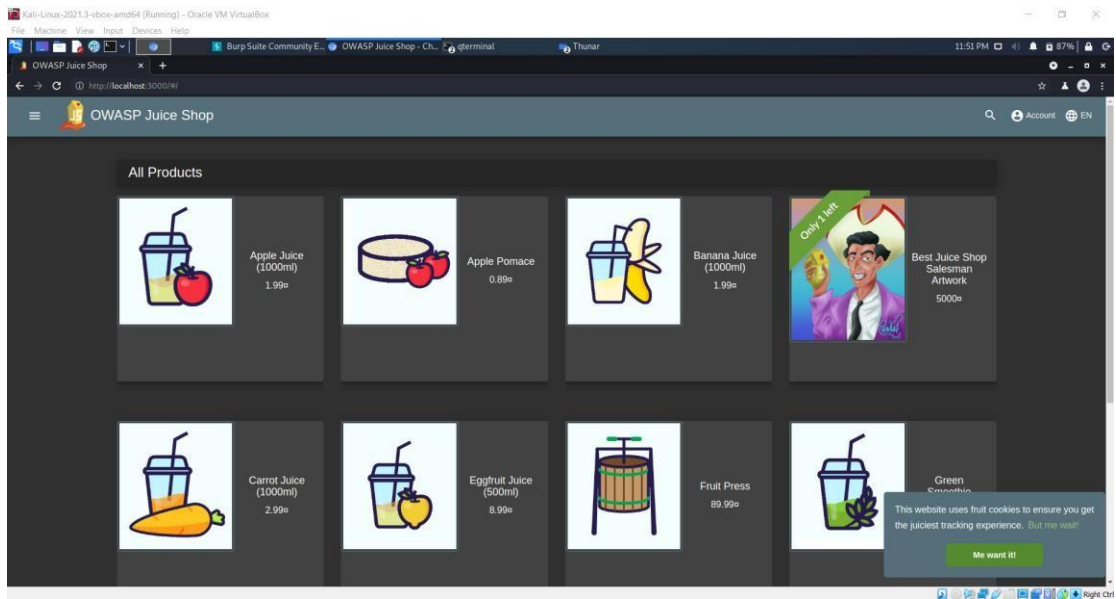 Kali-Linux-2021.3-vbox-amd64 [Running] - Oracle VM VirtualBox
File Machine View Input Devices Help
Burp Suite Community E... OWASP Juice Shop - Ch... qterminal Thunar 11:51 PM 87%
OWASP Juice Shop
http://localhost:3000/#/
OWASP Juice Shop Account EN
All Products
Only 1 left
Apple Juice
(1000ml)
1.99¤
Apple Pomace
0.89¤
Banana Juice
(1000ml)
1.99¤
Best Juice Shop
Salesman
Artwork
5000¤
Carrot Juice
(1000ml)
2.99¤
Eggfruit Juice
(500ml)
8.99¤
Fruit Press
89.99¤
Green
Smoothie
This website uses fruit cookies to ensure you get
the juiciest tracking experience. But me wait!
Me want it!
Right Ctrl